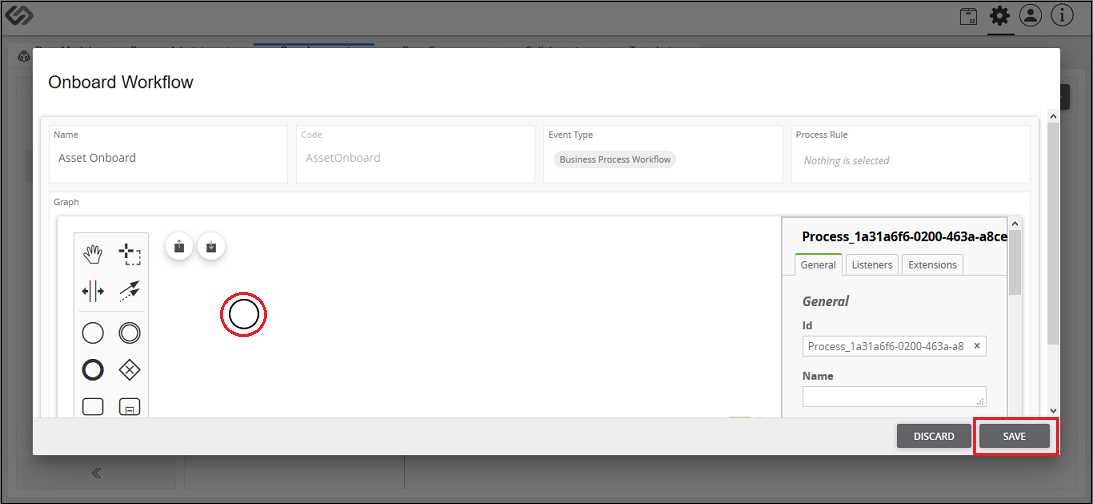 Onboard Workflow
Name
Asset Onboard
Code
AssetOnboard
Event Type
Business Process Workflow
Process Rule
Nothing is selected
Graph
Process_1a31a6f6-0200-463a-a8ce
General Listeners Extensions
General
Id
Process_1a31a6f6-0200-463a-a8 ×
Name
DISCARD SAVE